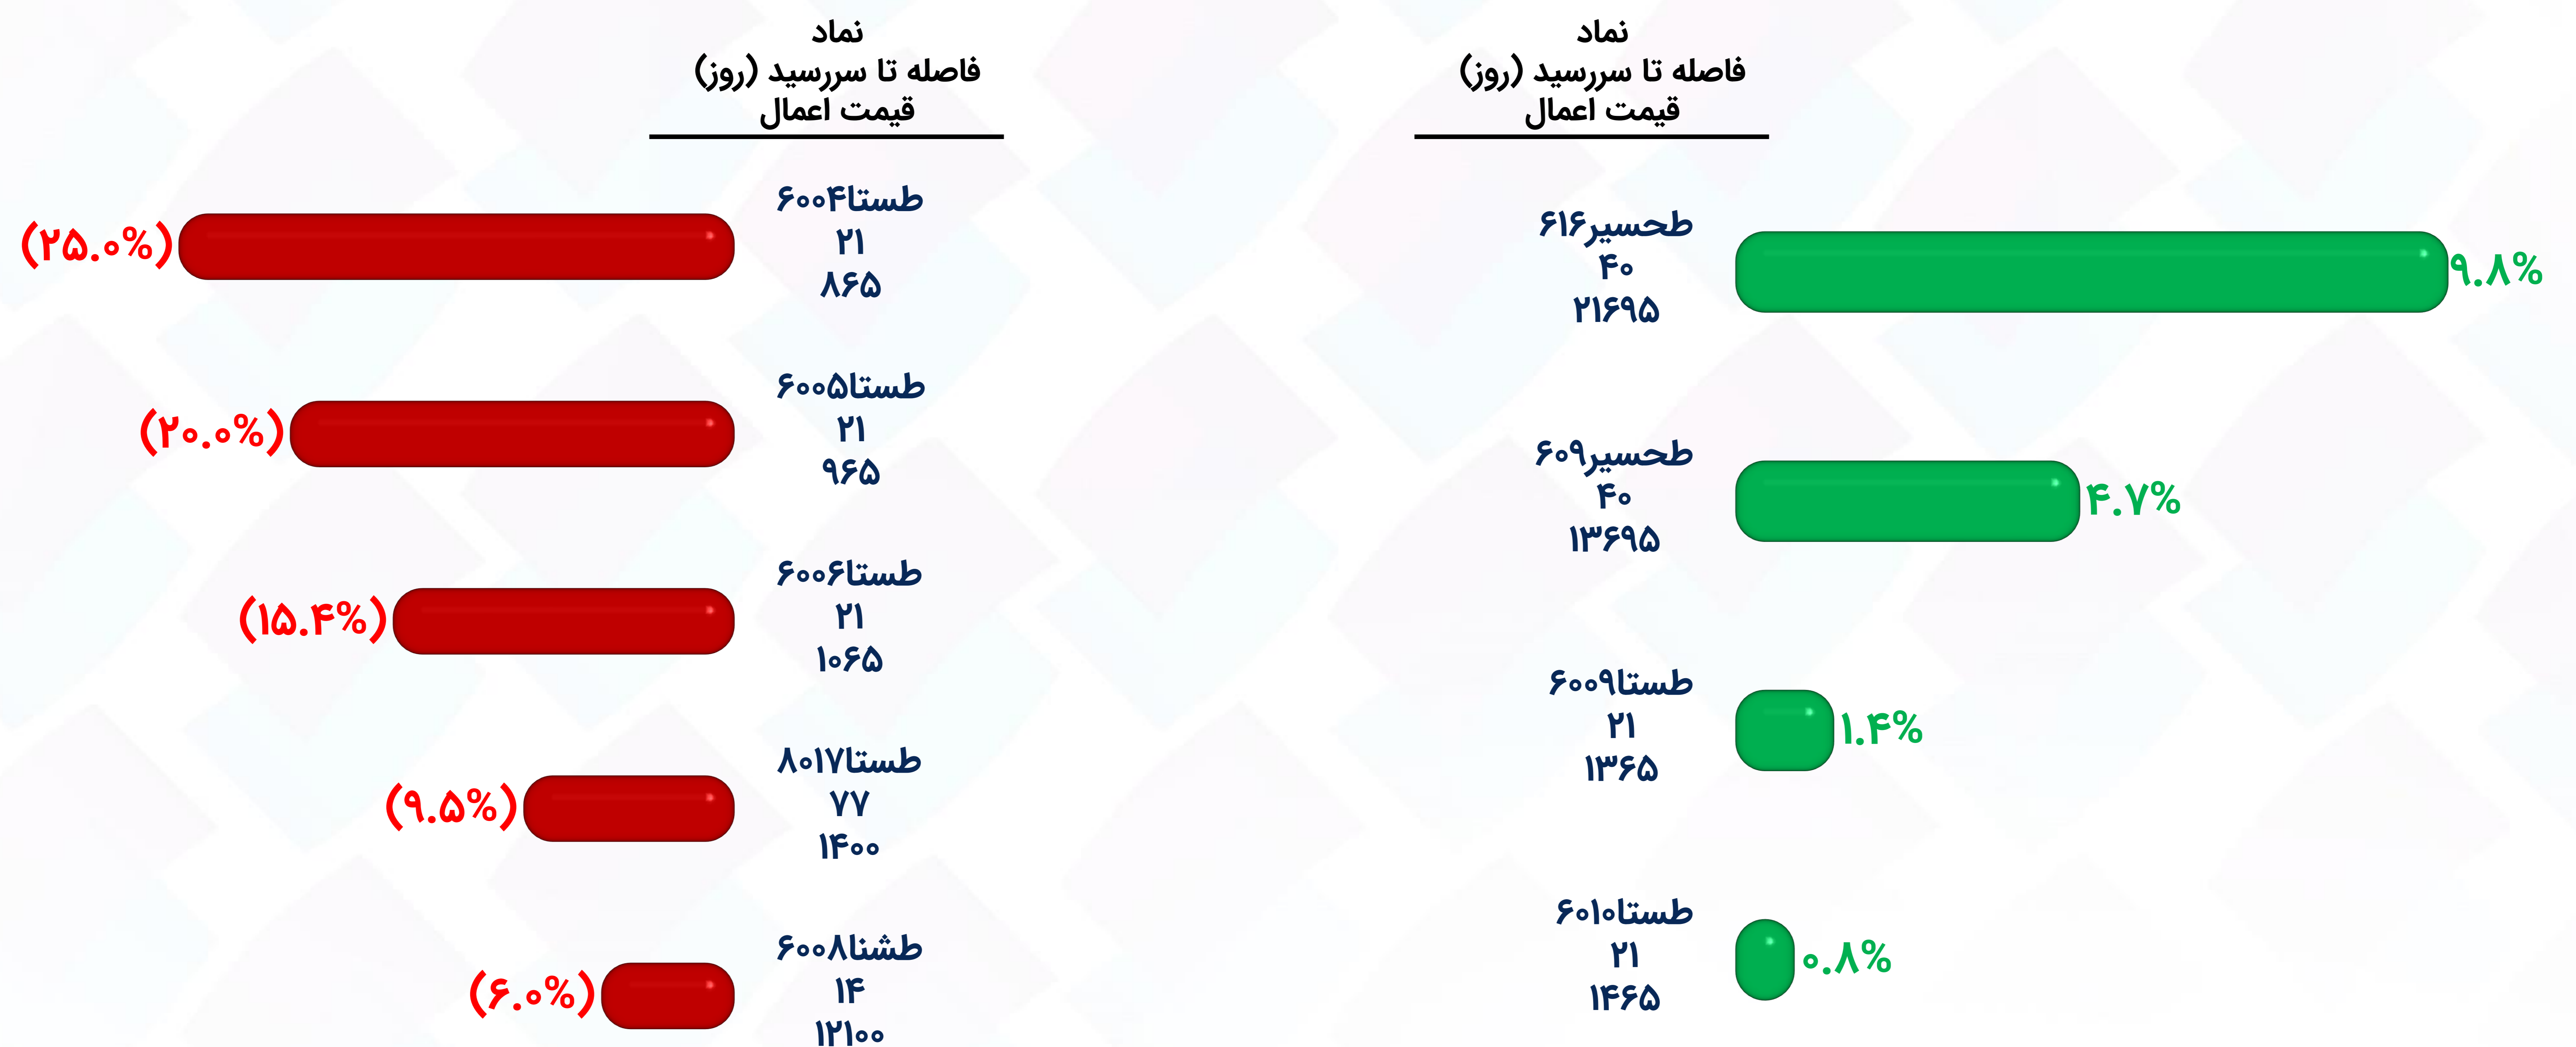 نماد
فاصله تا سررسید (روز)
قیمت اعمال
طحسیر۶۱۶
۴۰
۲۱۶۹۵
۹.۸%
طحسیر۶۰۹
۴۰
۱۳۶۹۵
۴.۷%
طستا۶۰۰۹
۲۱
۱۳۶۵
۱.۴%
طستا۶۰۱۰
۲۱
۱۴۶۵
۰.۸%
نماد
فاصله تا سررسید (روز)
قیمت اعمال
طستا۶۰۰۴
۲۱
۸۶۵
(۲۵.۰%)
طستا۶۰۰۵
۲۱
۹۶۵
(۲۰.۰%)
طستا۶۰۰۶
۲۱
۱۰۶۵
(۱۵.۴%)
طستا۸۰۱۷
۷۷
۱۴۰۰
(۹.۵%)
طشنا۶۰۰۸
۱۴
۱۲۱۰۰
(۶.۰%)